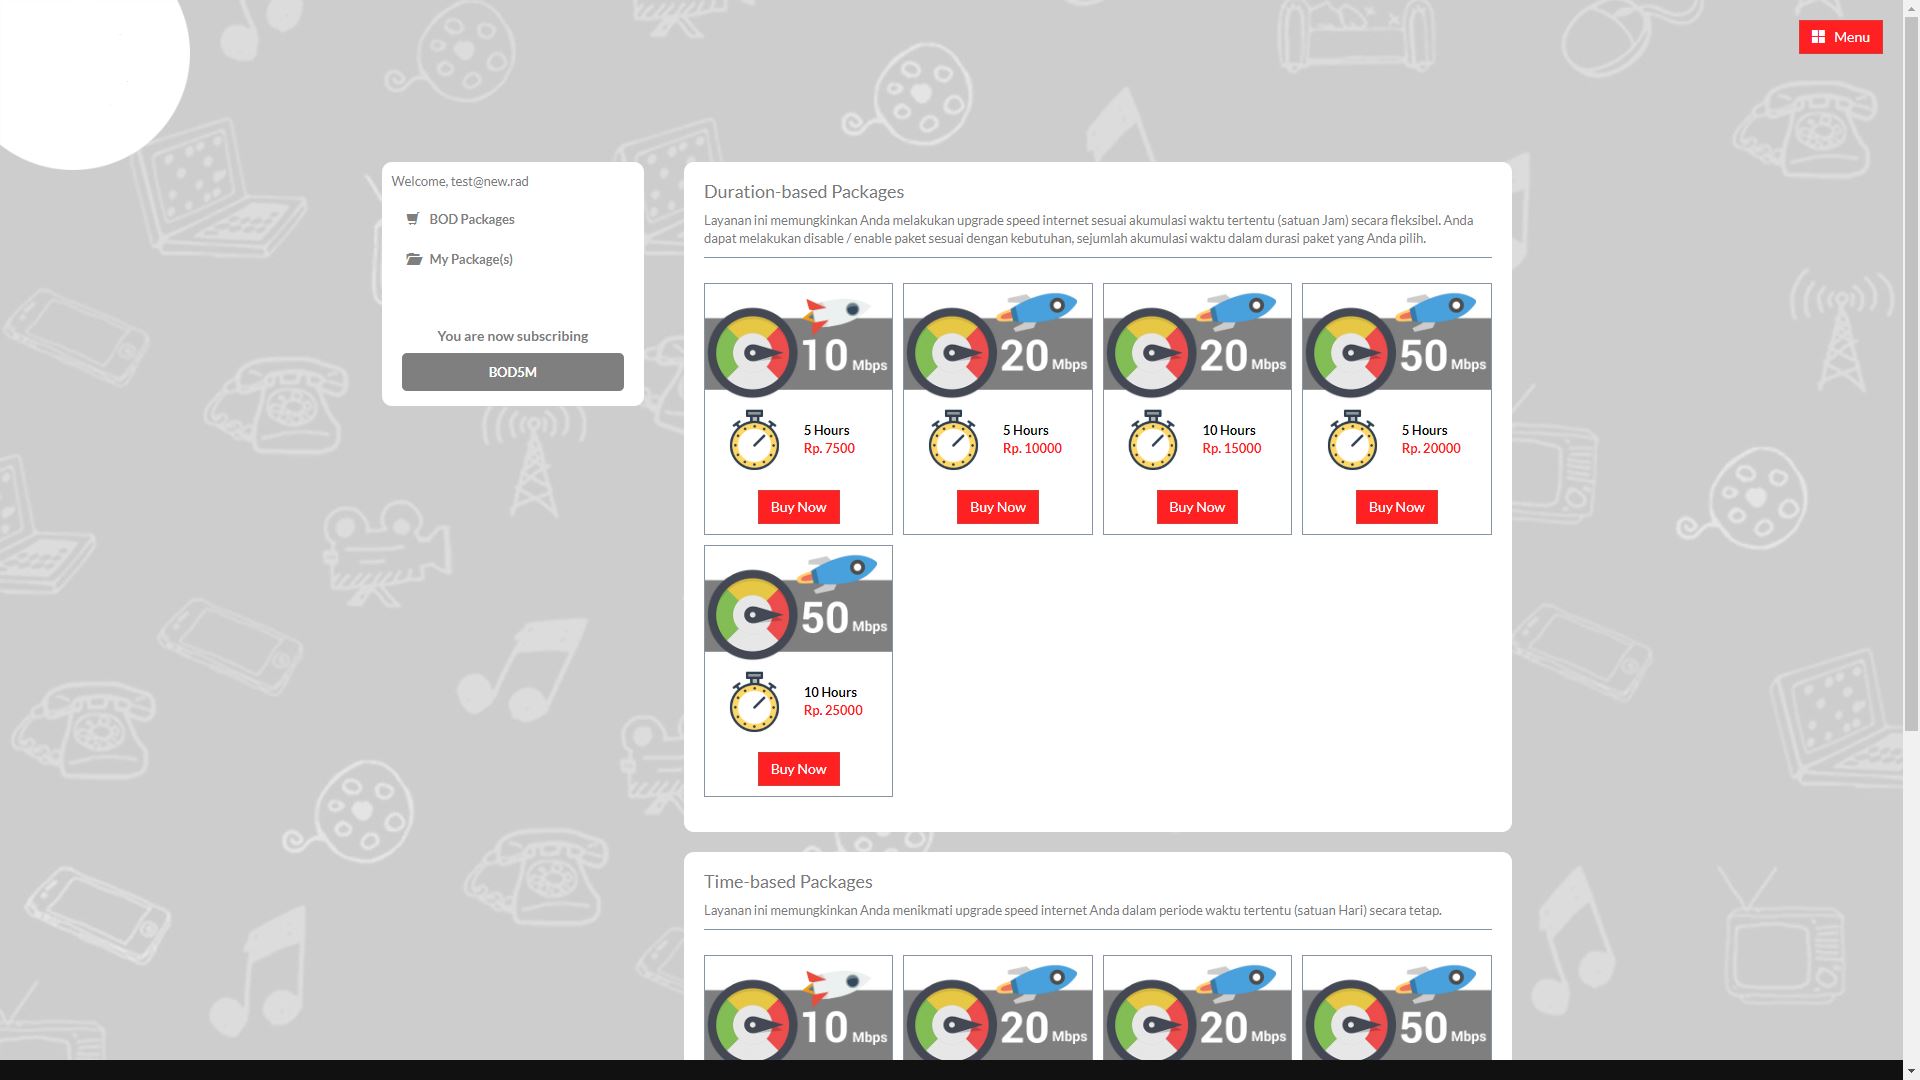 Menu
Welcome, test@new.rad
BOD Packages
My Package(s)
You are now subscribing
BOD5M
Duration-based Packages
Layanan ini memungkinkan Anda melakukan upgrade speed internet sesuai akumulasi waktu tertentu (satuan Jam) secara fleksibel. Anda
dapat melakukan disable / enable paket sesuai dengan kebutuhan, sejumlah akumulasi waktu dalam durasi paket yang Anda pilih.
10 Mbps
5 Hours
Rp. 7500
Buy Now
20 Mbps
5 Hours
Rp. 10000
Buy Now
20 Mbps
10 Hours
Rp. 15000
Buy Now
50 Mbps
5 Hours
Rp. 20000
Buy Now
50 Mbps
10 Hours
Rp. 25000
Buy Now
Time-based Packages
Layanan ini memungkinkan Anda menikmati upgrade speed internet Anda dalam periode waktu tertentu (satuan Hari) secara tetap.
10 Mbps
20 Mbps
20 Mbps
50 Mbps